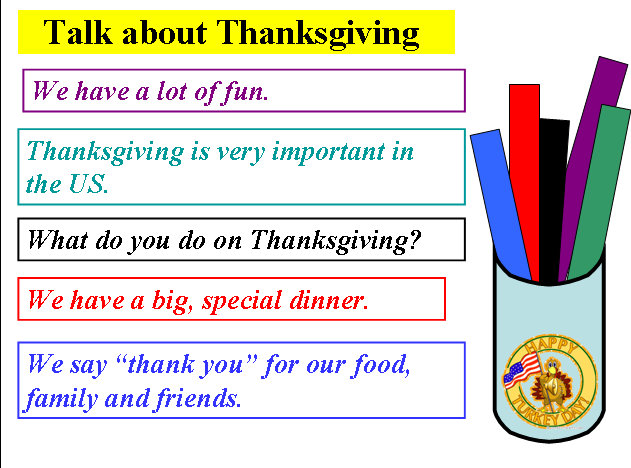 Talk about Thanksgiving
We have a lot of fun.
Thanksgiving is very important in
the US.
What do you do on Thanksgiving?
We have a big, special dinner.
We say “thank you” for our food,
family and friends.
HAPPY
TURKEY DAY!